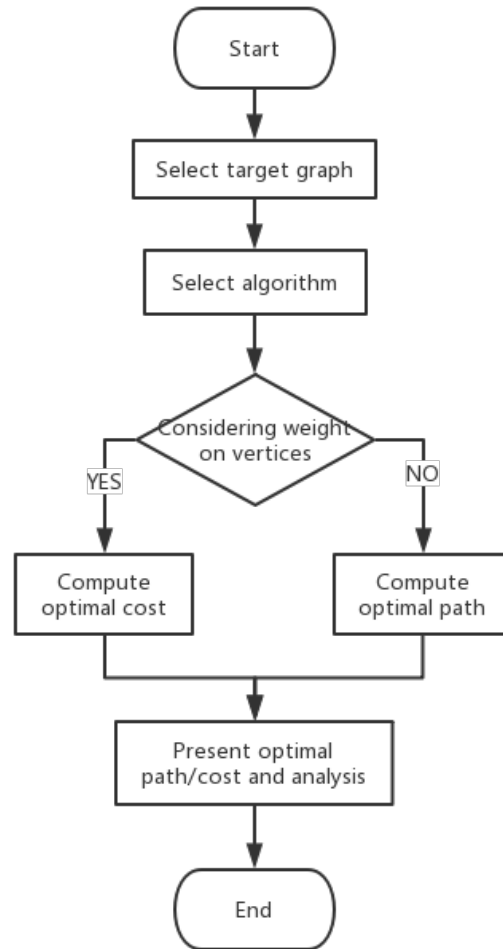 Start
Select target graph
Select algorithm
Considering weight
on vertices
YES
NO
Compute
optimal cost
Compute
optimal path
Present optimal
path/cost and analysis
End